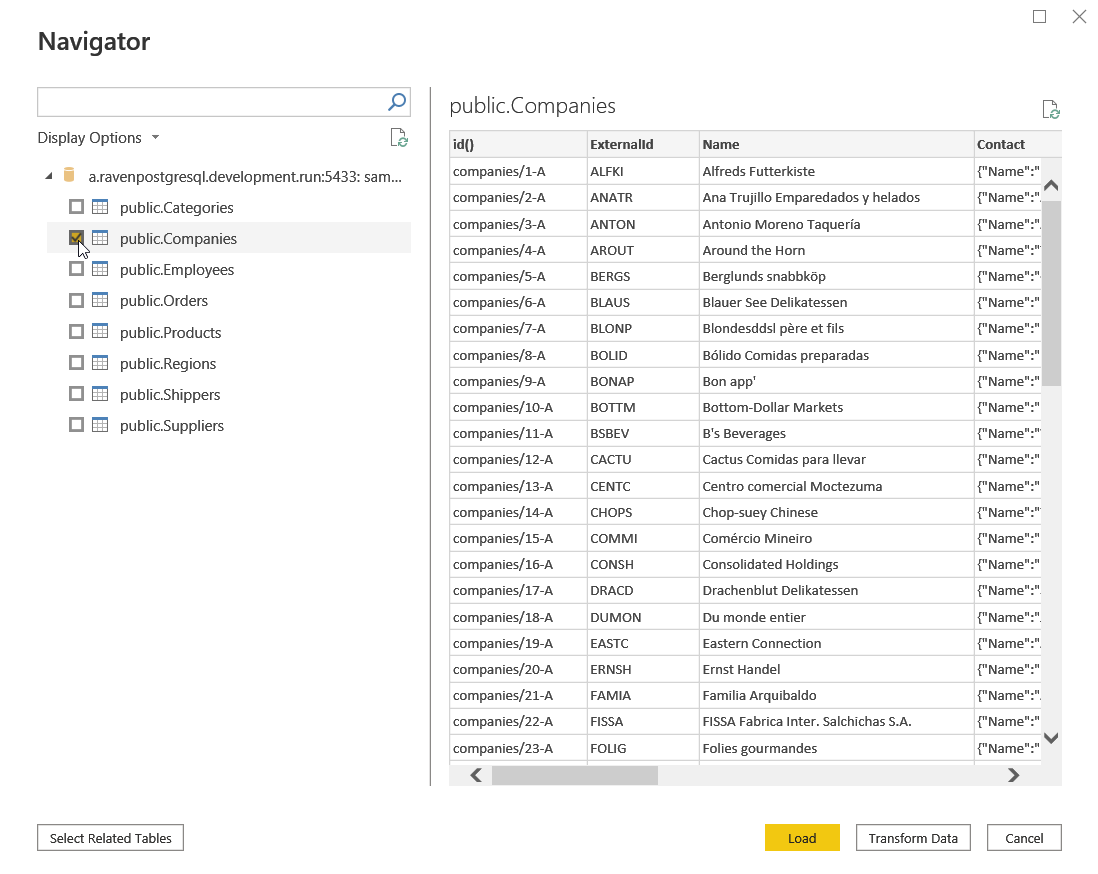 Navigator
Display Options
a.ravenpostgresql.development.run:5433: sam...
public.Categories
public.Companies
public.Employees
public.Orders
public.Products
public.Regions
public.Shippers
public.Suppliers
public.Companies
id() ExternalId Name Contact
companies/1-A ALFKI Alfreds Futterkiste {"Name":"
companies/2-A ANATR Ana Trujillo Emparedados y helados {"Name":"
companies/3-A ANTON Antonio Moreno Taquería {"Name":"
companies/4-A AROUT Around the Horn {"Name":"
companies/5-A BERGS Berglunds snabbköp {"Name":"
companies/6-A BLAUS Blauer See Delikatessen {"Name":"
companies/7-A BLONP Blondesddsl père et fils {"Name":"
companies/8-A BOLID Bólido Comidas preparadas {"Name":"
companies/9-A BONAP Bon app' {"Name":"
companies/10-A BOTTM Bottom-Dollar Markets {"Name":"
companies/11-A BSBEV B's Beverages {"Name":"
companies/12-A CACTU Cactus Comidas para llevar {"Name":"
companies/13-A CENTC Centro comercial Moctezuma {"Name":"
companies/14-A CHOPS Chop-suey Chinese {"Name":"
companies/15-A COMMI Comércio Mineiro {"Name":"
companies/16-A CONSH Consolidated Holdings {"Name":"
companies/17-A DRACD Drachenblut Delikatessen {"Name":"
companies/18-A DUMON Du monde entier {"Name":"
companies/19-A EASTC Eastern Connection {"Name":"
companies/20-A ERNSH Ernst Handel {"Name":"
companies/21-A FAMIA Familia Arquibaldo {"Name":"
companies/22-A FISSA FISSA Fabrica Inter. Salchichas S.A. {"Name":"
companies/23-A FOLIG Folies gourmandes {"Name":"
Select Related Tables
Load
Transform Data
Cancel